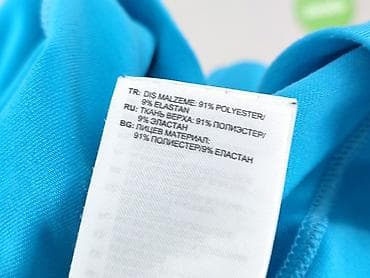 TR: DIS MALZEME: 91% POLYESTER/
9% ELASTAN
RU: ТКАНЬ ВЕРХА: 91% ПОЛИЭСТЕР/
9% ЭЛАСТАН
BG: ЛИЦЕВ МАТЕРИАЛ:
91% ПОЛИЕСТЕР/9% ЕЛАСТАН